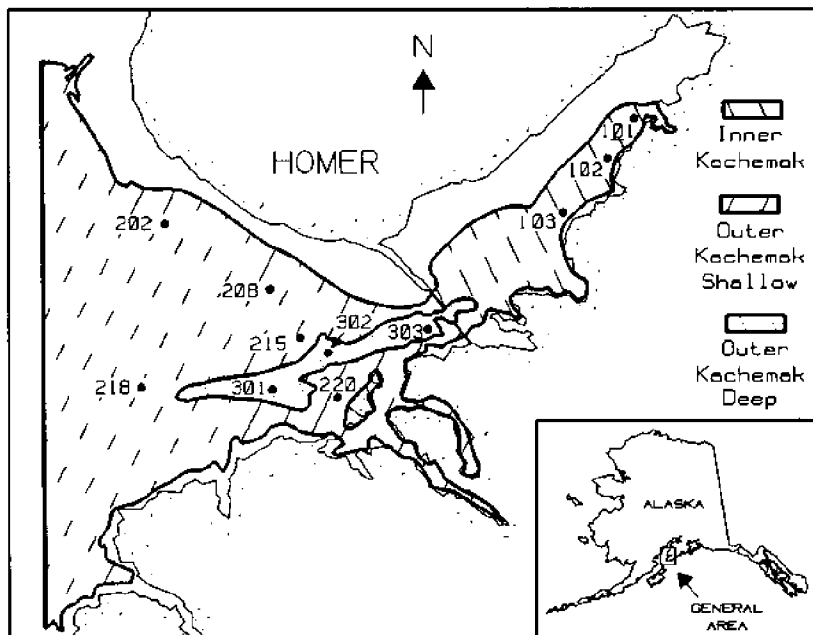 N
HOMER
101
102
103
202
208
215
302
303
218
301
220
Inner
Kachemak
Outer
Kachemak
Shallow
Outer
Kachemak
Deep
ALASKA
GENERAL
AREA